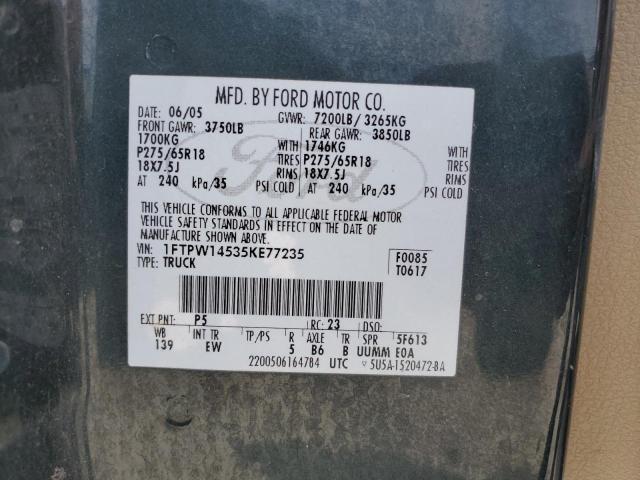 MFD. BY FORD MOTOR CO.
DATE: 06/05 GVWR: 7200LB/ 3265KG
FRONT GAWR: 3750LB REAR GAWR: 3850LB
1700KG WITH 1746KG WITH
P275/65R18 TIRES P275/65R18 TIRES
18X7.5J RIMS 18X7.5J RIMS
AT 240 kPa/35 PSI COLD AT 240 kPa/35 PSI COLD
THIS VEHICLE CONFORMS TO ALL APPLICABLE FEDERAL MOTOR
VEHICLE SAFETY STANDARDS IN EFFECT ON THE DATE OF
MANUFACTURE SHOWN ABOVE.
VIN: 1FTPW14535KE77235 F0085
TYPE: TRUCK T0617
EXT PNT: P5 RC: 23 DSO:
WB INT TR TP/PS R AXLE TR SPR 5F613
139 EW 5 B6 B UUMM E0A
2200506164784 UTC 5U5A-1520472-BA
Ford